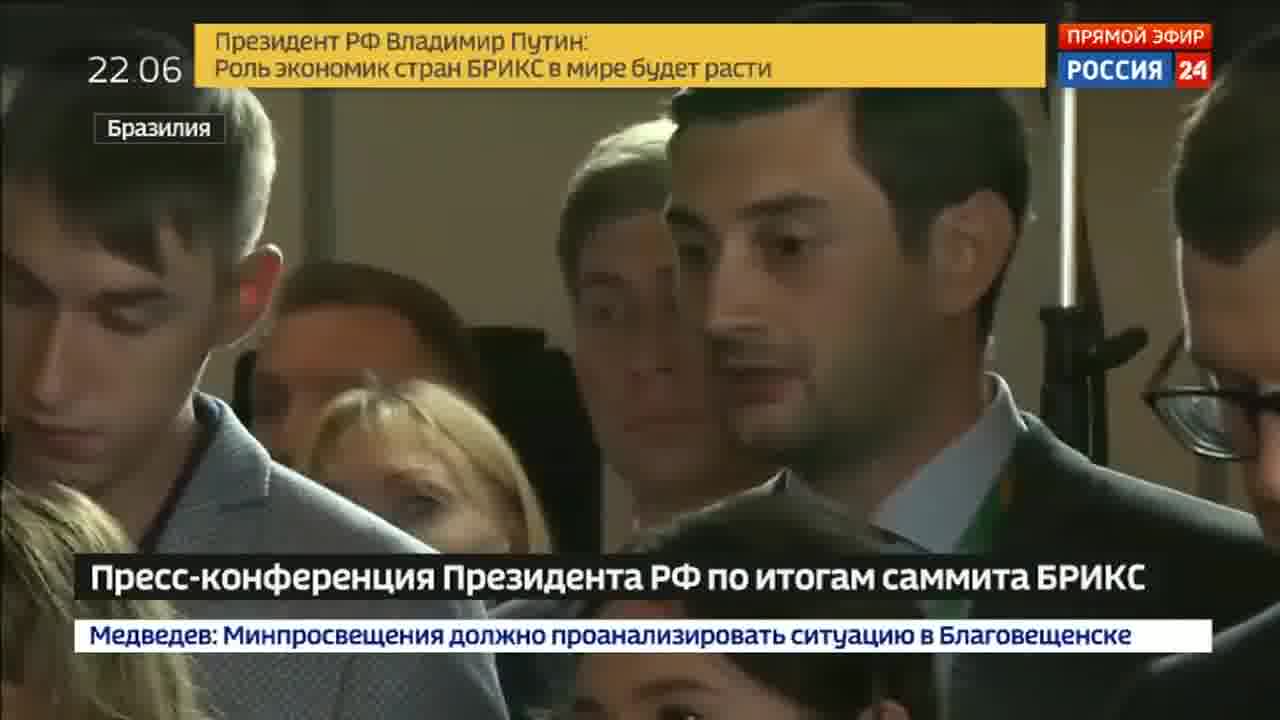 22.06
Президент РФ Владимир Путин:
Роль экономик стран БРИКС в мире будет расти
ПРЯМОЙ ЭФИР
РОССИЯ 24
Бразилия
Пресс-конференция Президента РФ по итогам саммита БРИКС
Медведев: Минпросвещения должно проанализировать ситуацию в Благовещенске